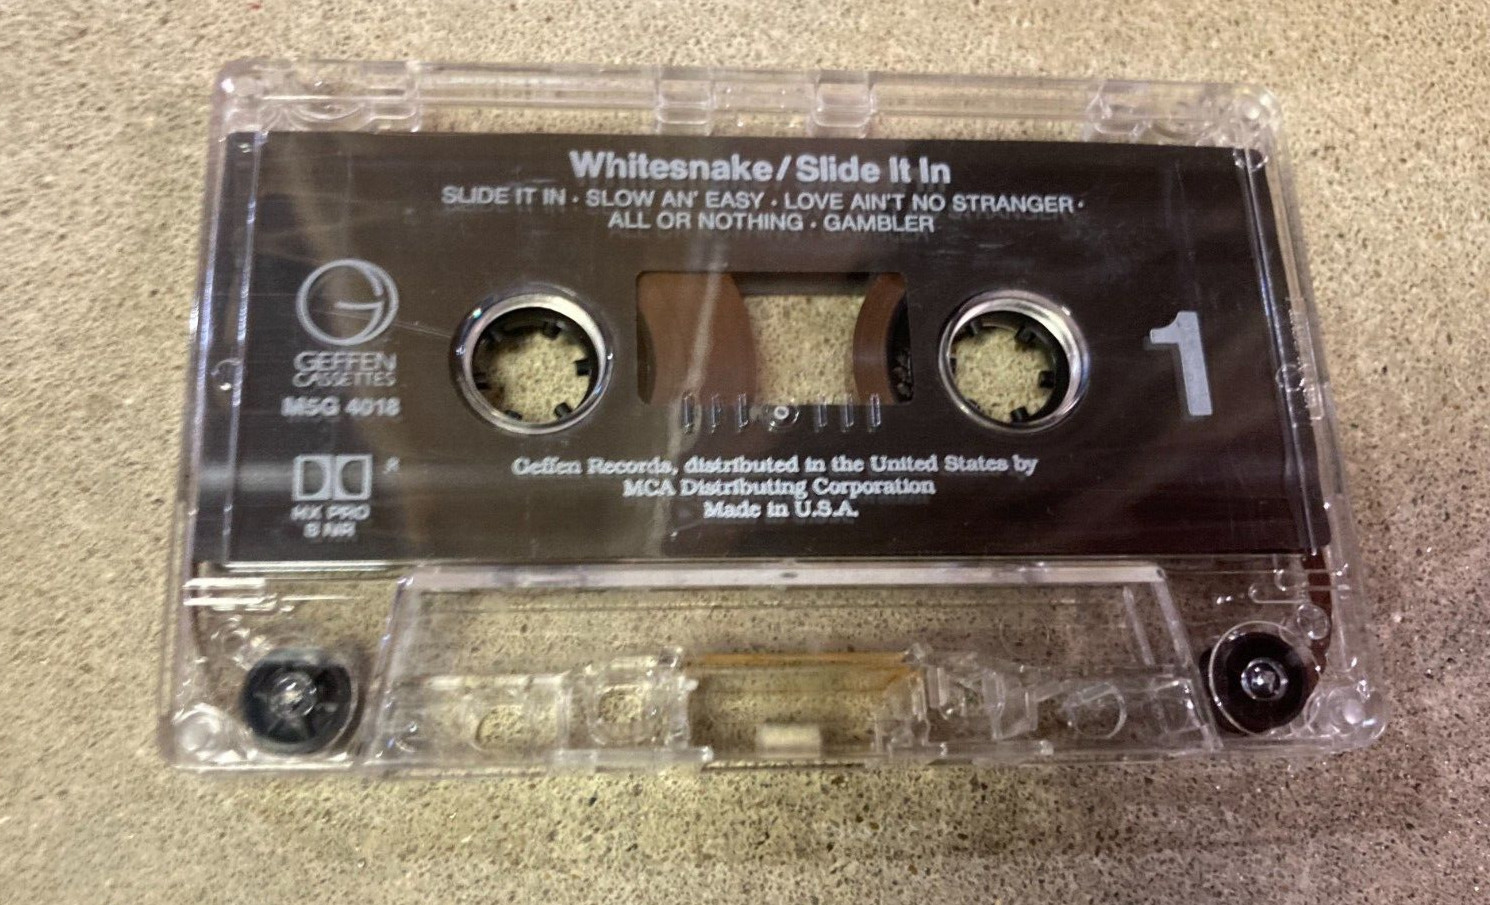 Whitesnake/Slide It In
SLIDE IT IN · SLOW AN' EASY · LOVE AIN'T NO STRANGER ·
ALL OR NOTHING · GAMBLER
GEFFEN
CASSETTES
M5G 4018
1
HX PRO
B NR
Geffen Records, distributed in the United States by
MCA Distributing Corporation
Made in U.S.A.